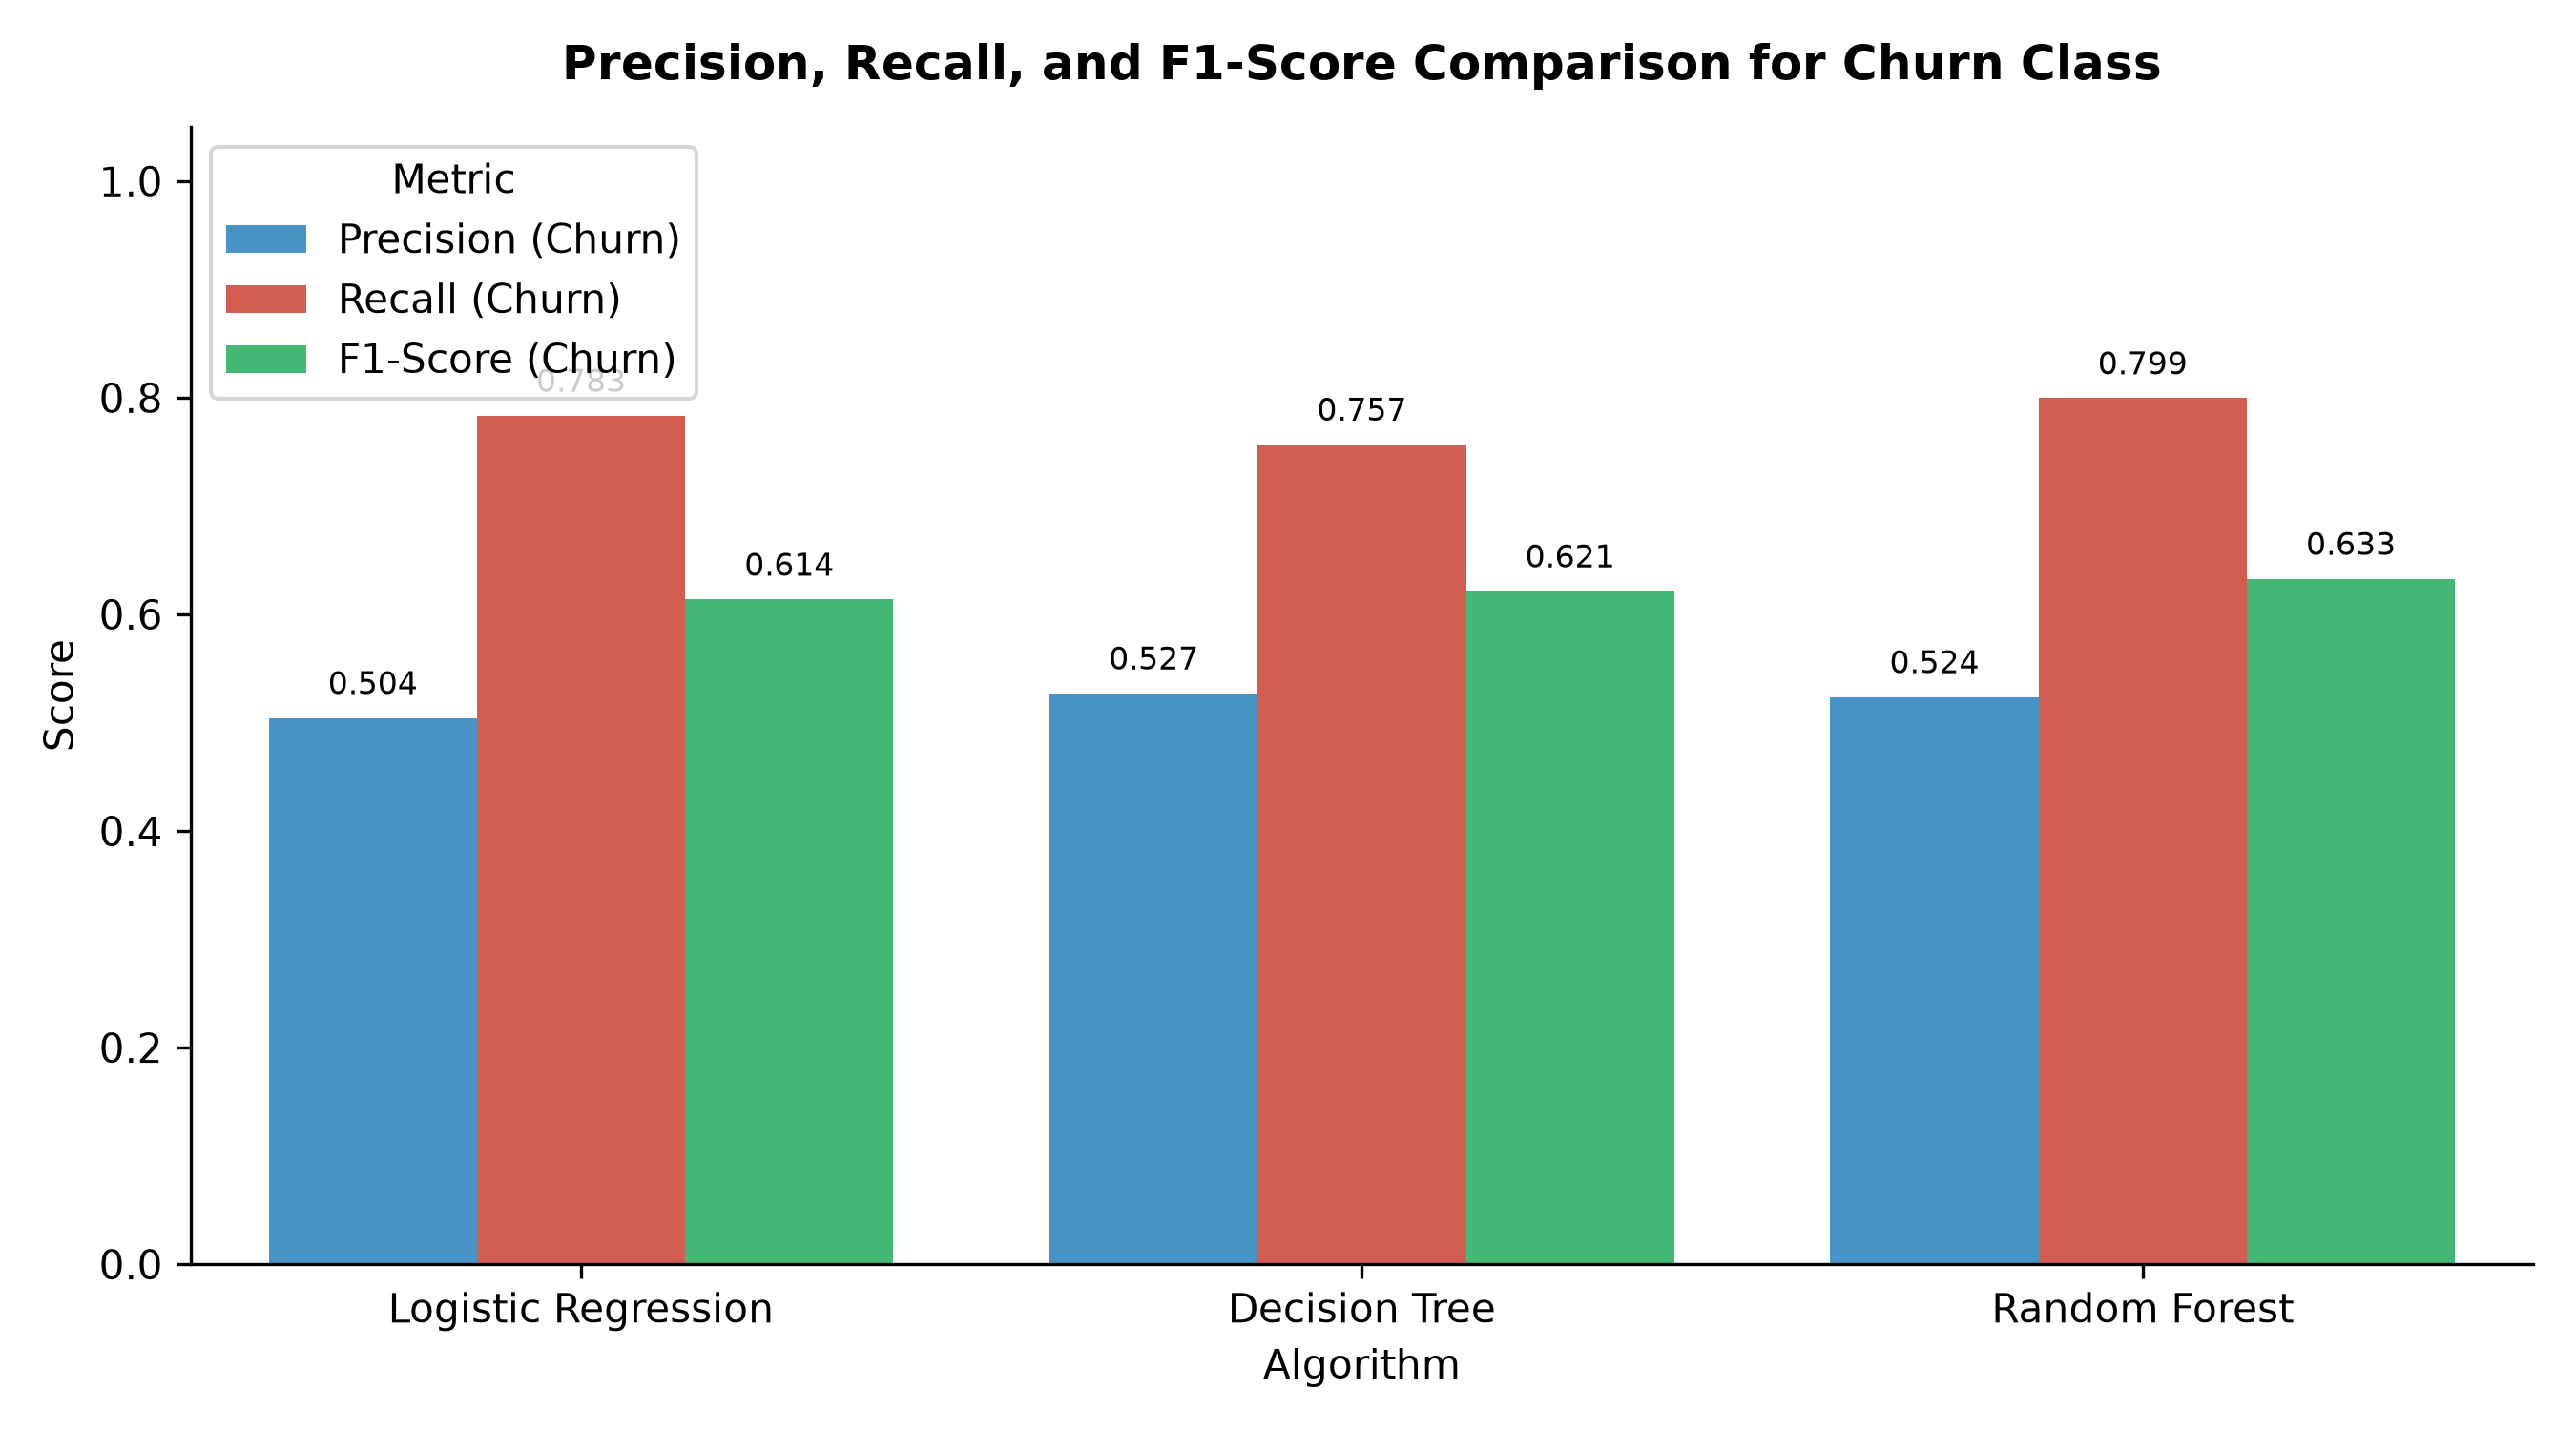 Precision, Recall, and F1-Score Comparison for Churn Class
Metric
Precision (Churn)
Recall (Churn)
F1-Score (Churn)
1.0
0.8
0.6
0.4
0.2
0.0
Score
0.504
0.783
0.614
0.527
0.757
0.621
0.524
0.799
0.633
Logistic Regression
Decision Tree
Random Forest
Algorithm